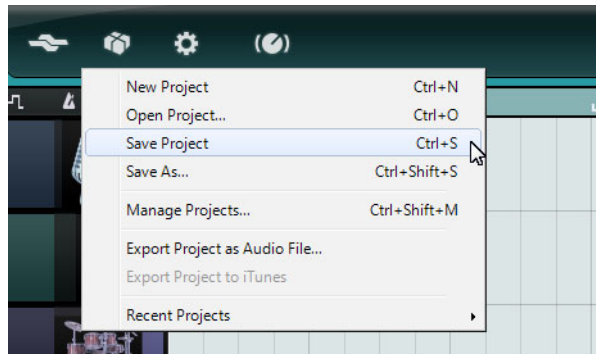 New Project Ctrl+N
Open Project... Ctrl+O
Save Project Ctrl+S
Save As... Ctrl+Shift+S
Manage Projects... Ctrl+Shift+M
Export Project as Audio File...
Export Project to iTunes
Recent Projects